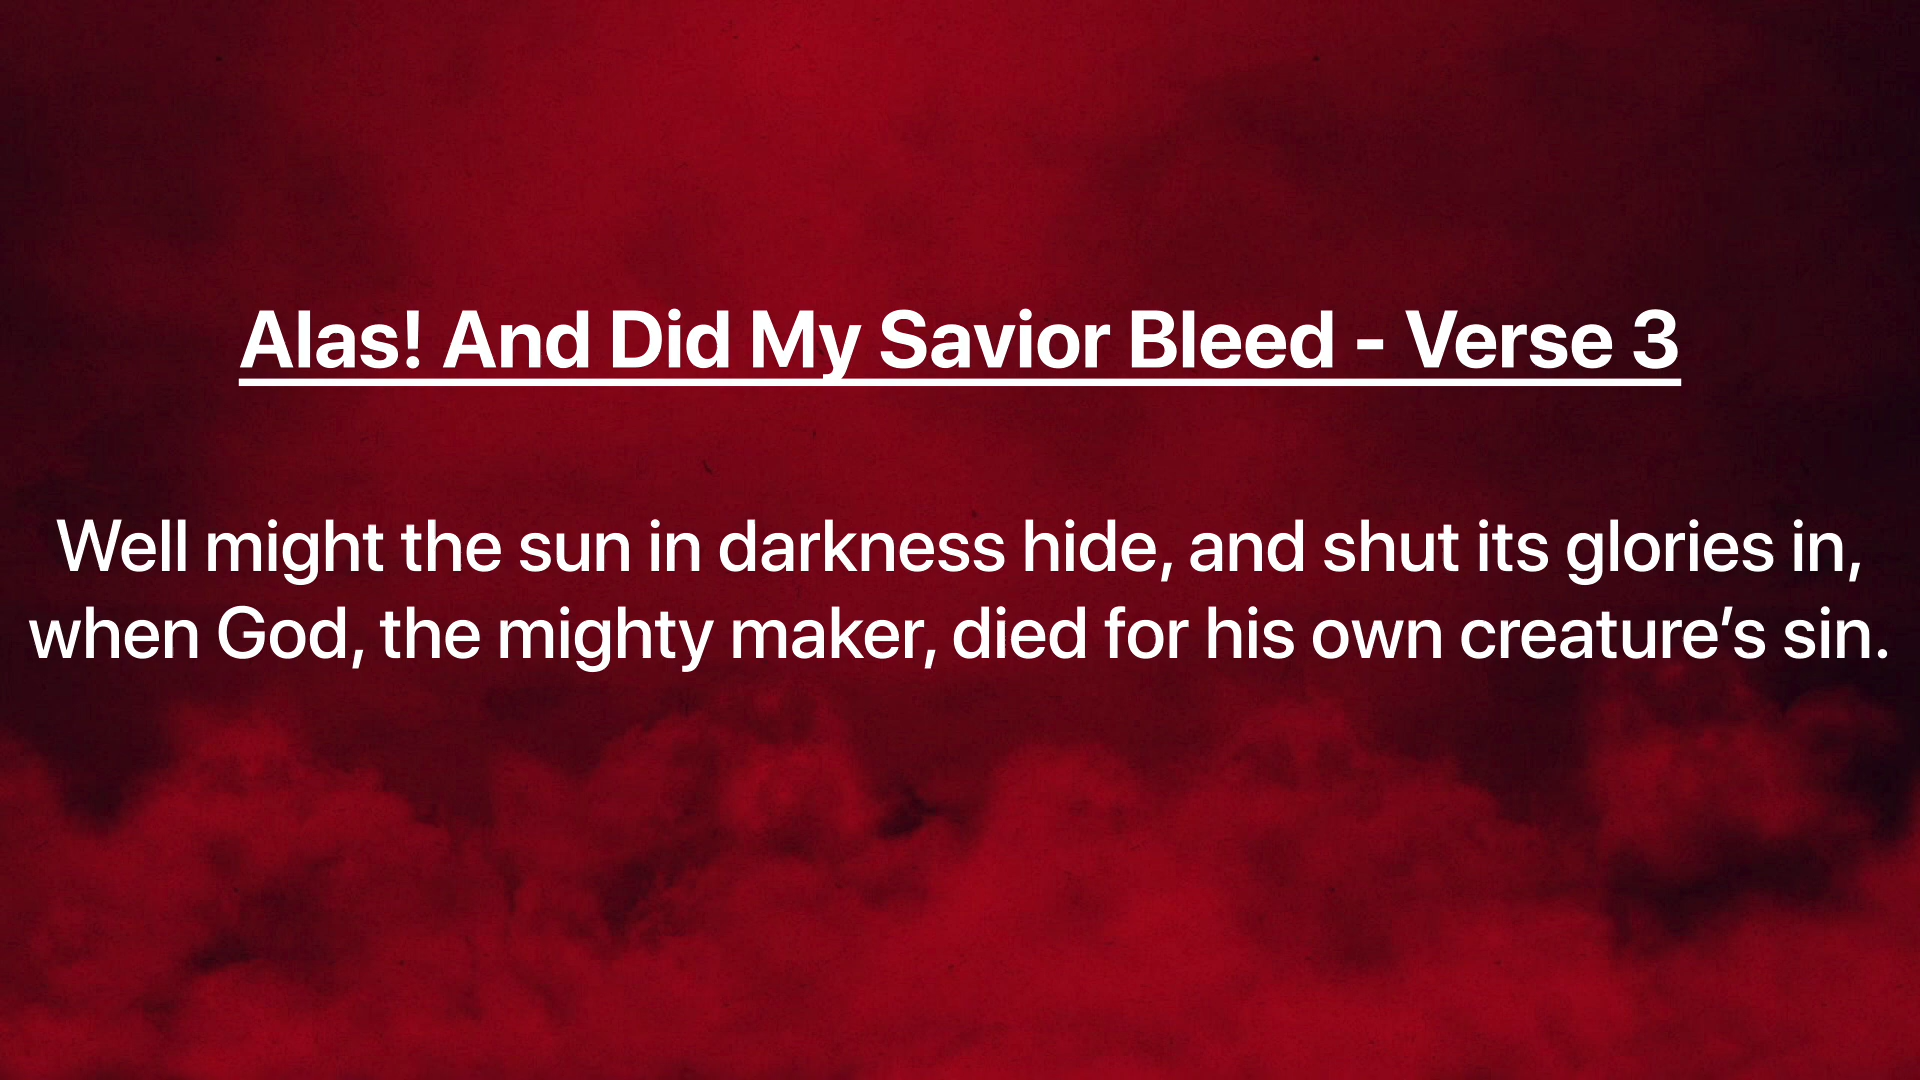 Alas! And Did My Savior Bleed - Verse 3
Well might the sun in darkness hide, and shut its glories in,
when God, the mighty maker, died for his own creature’s sin.